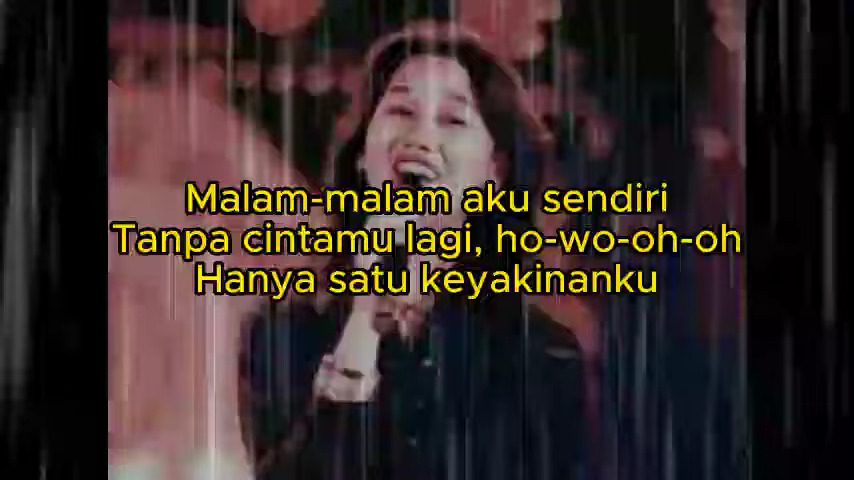 Malam-malam aku sendiri
Tanpa cintamu lagi, ho-wo-oh-oh
Hanya satu keyakinanku